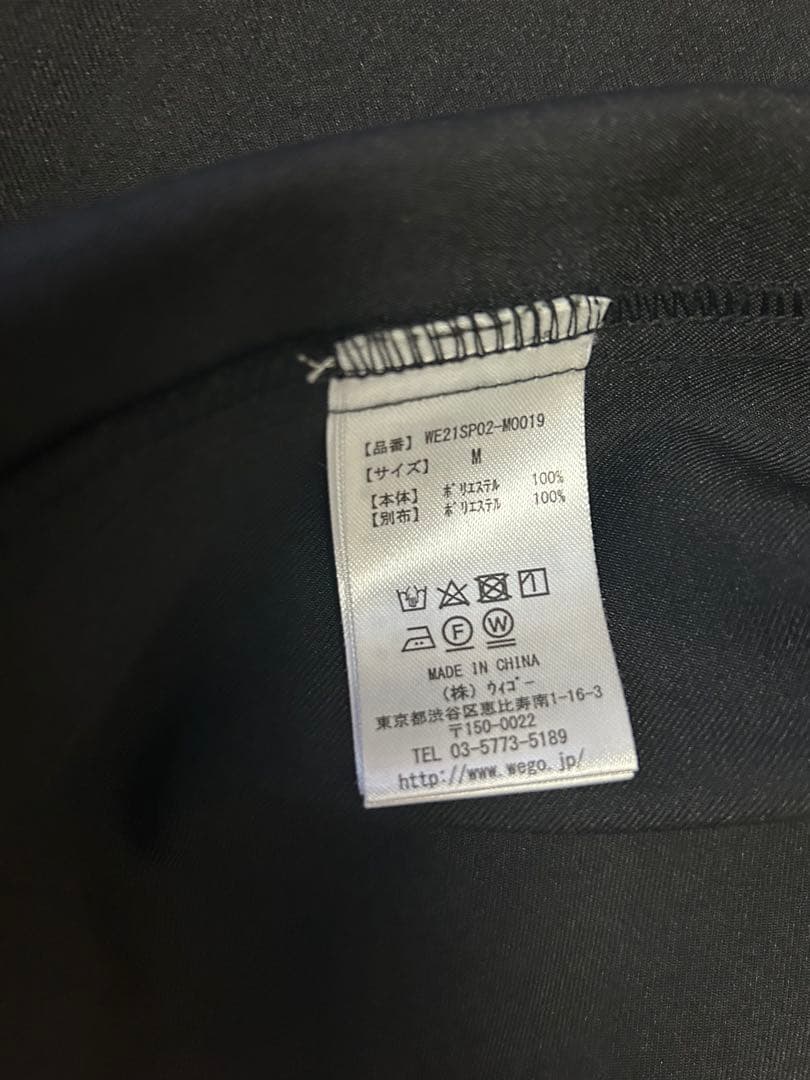 【品番】 WE21SP02-M0019
【サイズ】 M
【本体】 ﾎﾟﾘｴｽﾃﾙ 100%
【別布】 ﾎﾟﾘｴｽﾃﾙ 100%
F W
MADE IN CHINA
(株) ｳｨｺﾞｰ
東京都渋谷区恵比寿南1-16-3
〒150-0022
TEL 03-5773-5189
http://www.wego.jp/